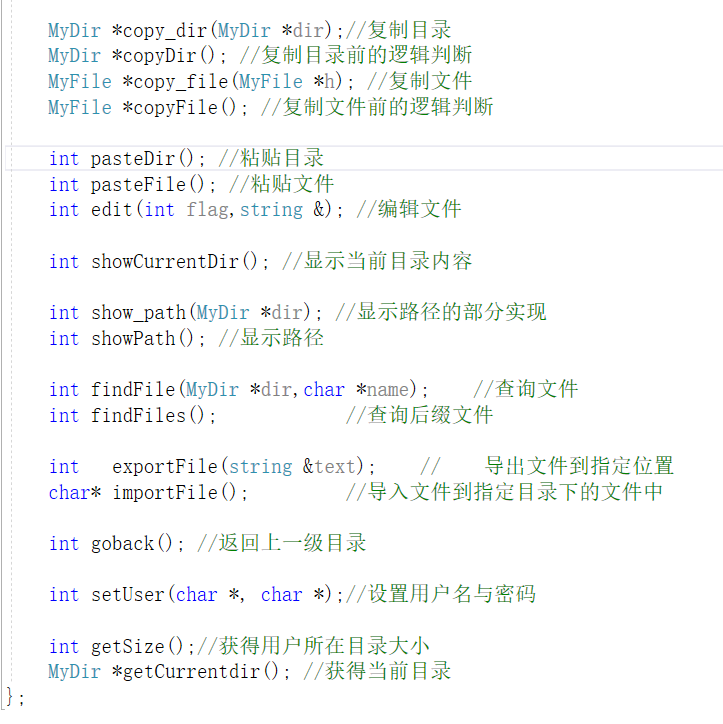 MyDir *copy_dir(MyDir *dir);//复制目录
MyDir *copyDir(); //复制目录前的逻辑判断
MyFile *copy_file(MyFile *h); //复制文件
MyFile *copyFile(); //复制文件前的逻辑判断
int pasteDir(); //粘贴目录
int pasteFile(); //粘贴文件
int edit(int flag,string &); //编辑文件
int showCurrentDir(); //显示当前目录内容
int show_path(MyDir *dir); //显示路径的部分实现
int showPath(); //显示路径
int findFile(MyDir *dir,char *name);    //查询文件
int findFiles();            //查询后缀文件
int   exportFile(string &text);    //    导出文件到指定位置
char* importFile();         //导入文件到指定目录下的文件中
int goback(); //返回上一级目录
int setUser(char *, char *);//设置用户名与密码
int getSize();//获得用户所在目录大小
MyDir *getCurrentdir(); //获得当前目录
};